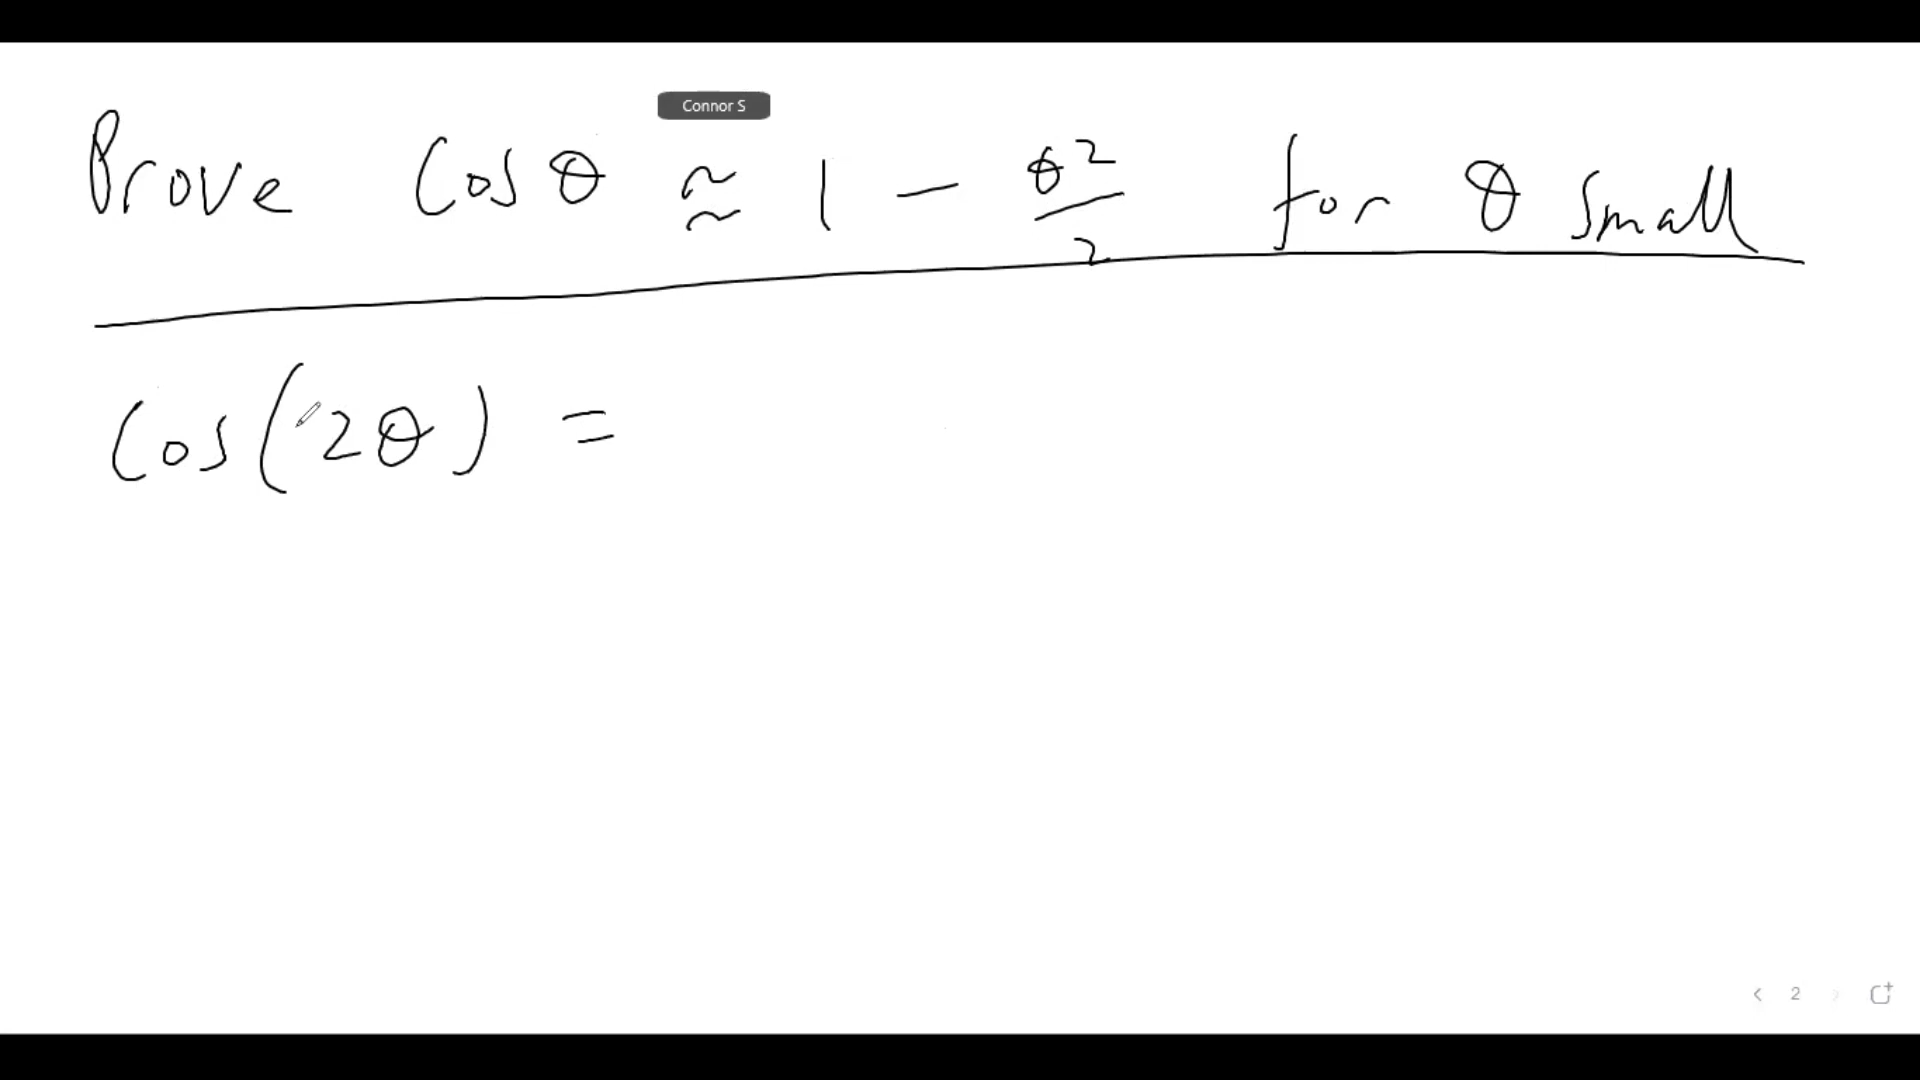 Connor S
Prove Cos θ ≈ 1 - θ²/2 for θ small
Cos(2θ) =
2